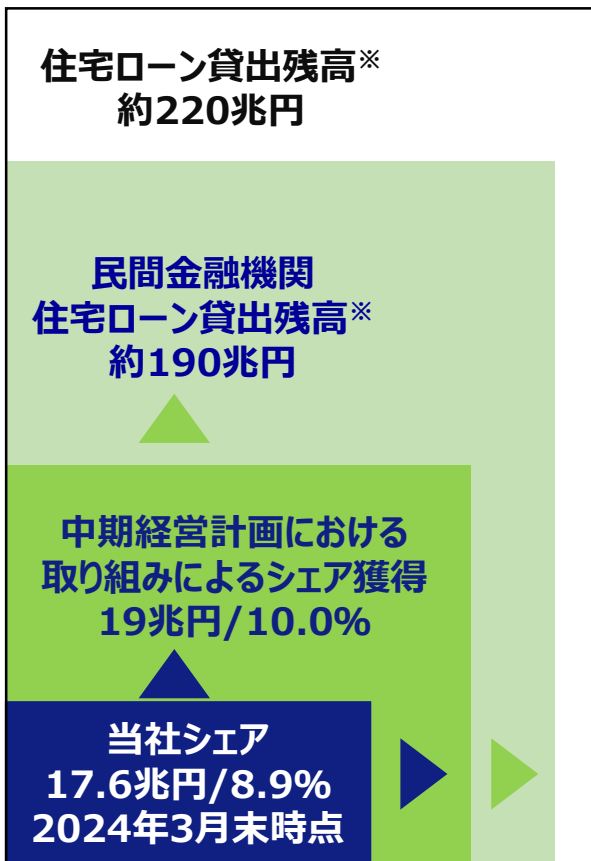 住宅ローン貸出残高※
約220兆円
民間金融機関
住宅ローン貸出残高※
約190兆円
中期経営計画における
取り組みによるシェア獲得
19兆円/10.0%
当社シェア
17.6兆円/8.9%
2024年3月末時点